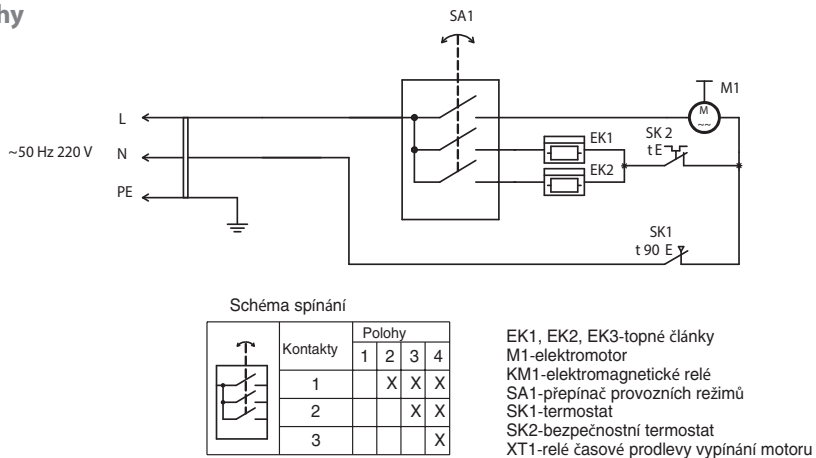 hy
SA1
M1
M
~~
L
EK1
SK 2
t E
~50 Hz 220 V
N
EK2
PE
SK1
t 90 E
Schéma spínání
Kontakty
Polohy
1 2 3 4
1 X X X
2 X X
3 X
EK1, EK2, EK3-topné články
M1-elektromotor
KM1-elektromagnetické relé
SA1-přepínač provozních režimů
SK1-termostat
SK2-bezpečnostní termostat
XT1-relé časové prodlevy vypínání motoru